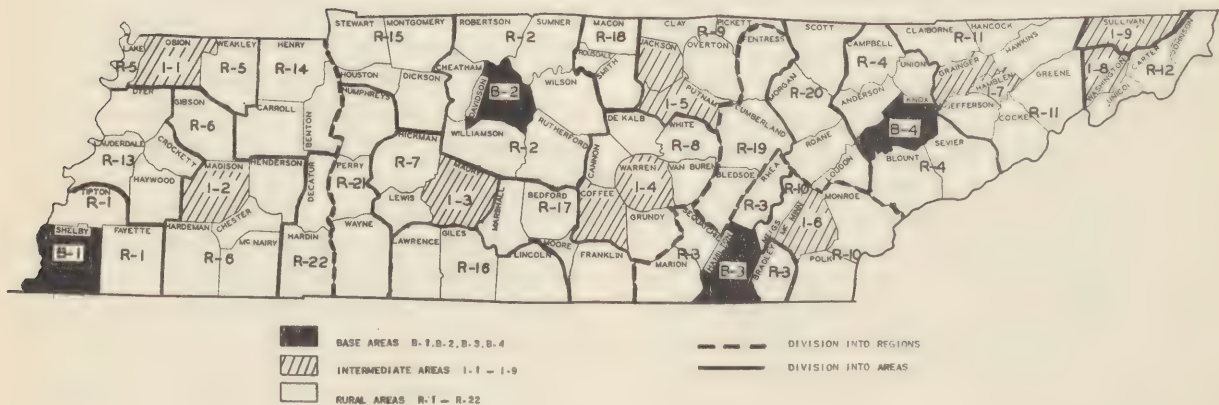 STEWART MONTGOMERY ROBERTSON SUMNER MACON CLAY PICKETT
R-15 R-2 R-18 R-9
LAKE OBION WEAKLEY HENRY
R-5 I-1 R-5 R-14
HOUSTON DICKSON CHEATHAM DAVIDSON WILSON SMITH JACKSON OVERTON FENTRESS
B-2
SCOTT CAMPBELL CLAIBORNE HANCOCK HAWKINS SULLIVAN JOHNSON
R-4 R-11 I-9
UNION GRAINGER HAMBLEN GREENE WASHINGTON UNICOI CARTER
I-7 I-8 R-12
DYER GIBSON CARROLL BENTON HUMPHREYS
R-6
HICKMAN WILLIAMSON RUTHERFORD CANNON DE KALB PUTNAM WHITE
R-7 R-2 I-5 R-8
CUMBERLAND MORGAN ANDERSON KNOX JEFFERSON COCKE
R-19 R-20 B-4 R-11
ROANE LOUDON BLOUNT SEVIER
R-4
LAUDERDALE CROCKETT MADISON HENDERSON DECATUR PERRY
R-13 I-2 R-21
HAYWOOD CHESTER
LEWIS MAURY MARSHALL BEDFORD COFFEE WARREN VAN BUREN BLEDSOE RHEA
I-3 R-17 I-4 R-3 R-10
TIPTON
R-1
SHELBY FAYETTE HARDEMAN MC NAIRY HARDIN WAYNE
B-1 R-1 R-6 R-22
LAWRENCE GILES LINCOLN MOORE FRANKLIN GRUNDY
R-16
SEQUATCHIE MARION HAMILTON BRADLEY MEIGS MC MINN MONROE POLK
R-3 B-3 R-3 I-6 R-10
BASE AREAS B-1, B-2, B-3, B-4
INTERMEDIATE AREAS I-1 — I-9
RURAL AREAS R-1 — R-22
DIVISION INTO REGIONS
DIVISION INTO AREAS